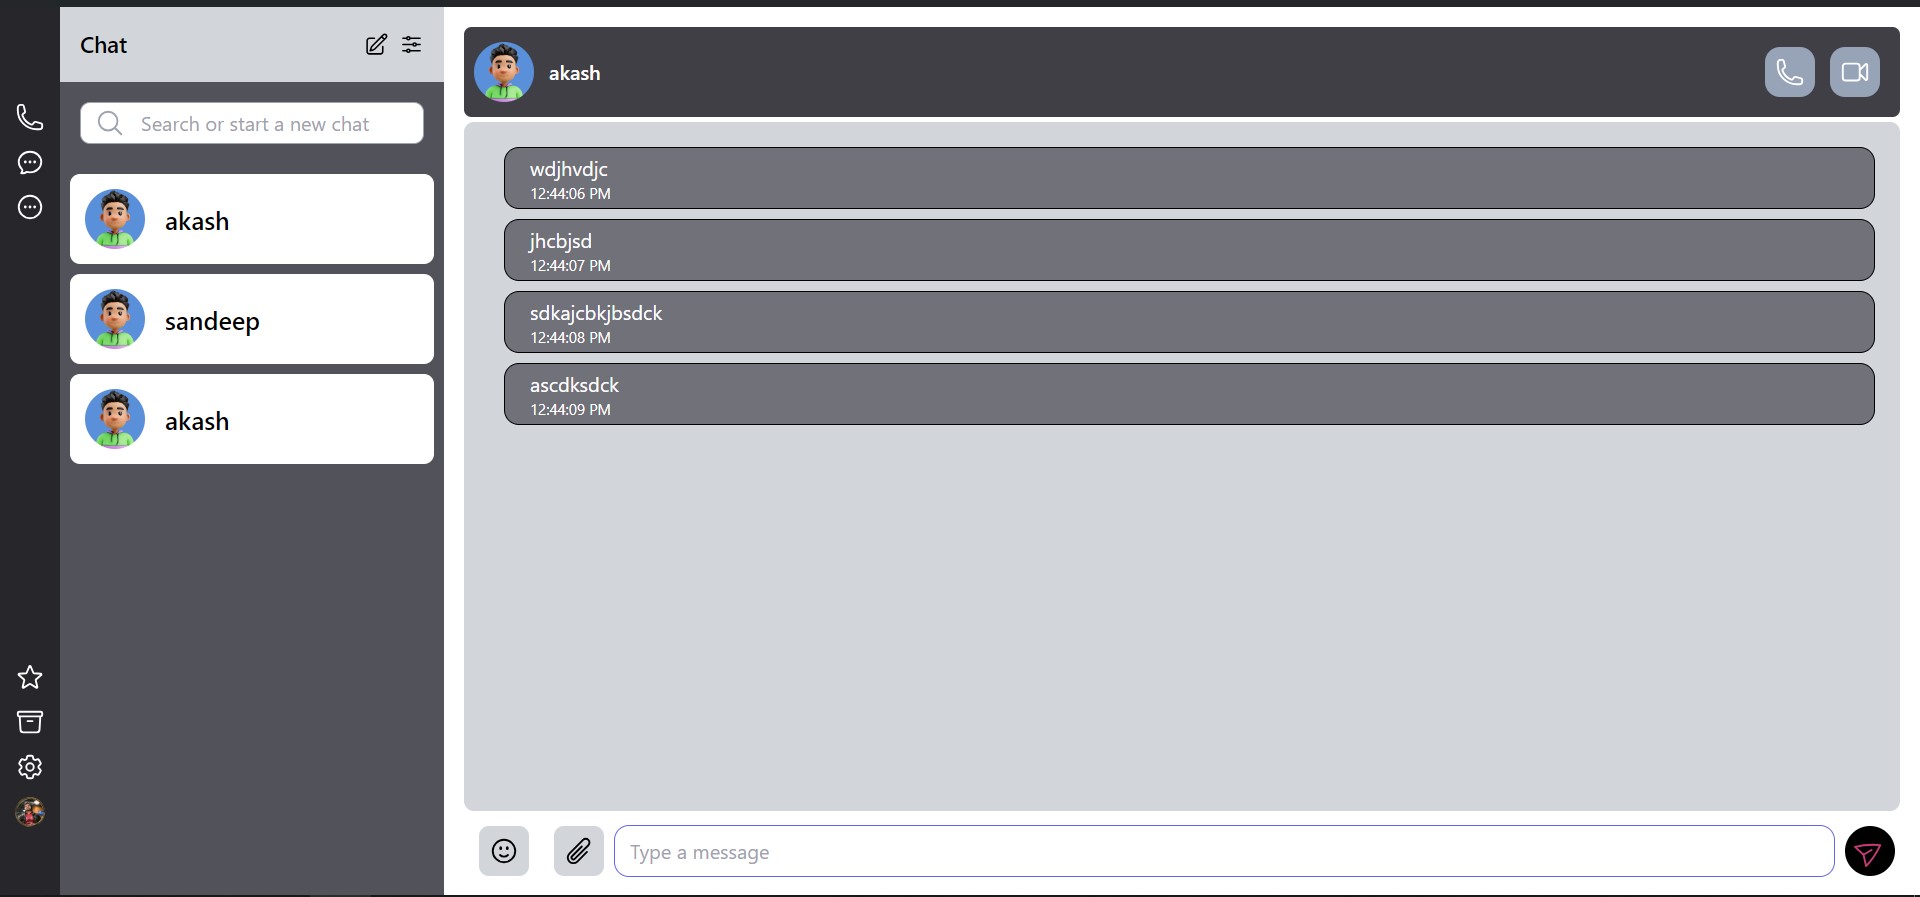 Chat
Search or start a new chat
akash
sandeep
akash
akash
wdjhvdjc
12:44:06 PM
jhcbjsd
12:44:07 PM
sdkajcbkjbsdck
12:44:08 PM
ascdksdck
12:44:09 PM
Type a message